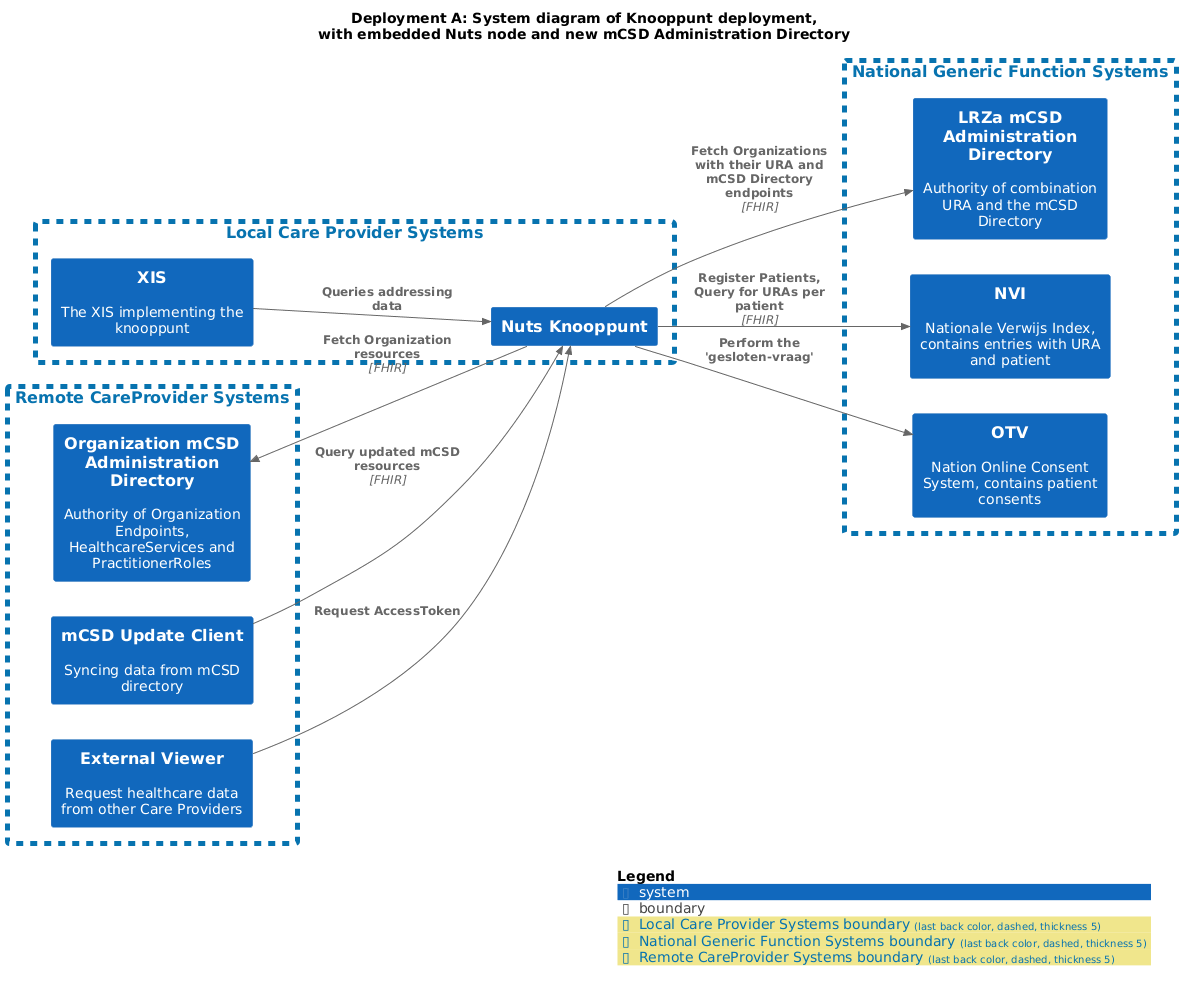 Deployment A: System diagram of Knooppunt deployment,
with embedded Nuts node and new mCSD Administration Directory
National Generic Function Systems
LRZa mCSD
Administration
Directory
Authority of combination
URA and the mCSD
Directory
Fetch Organizations
with their URA and
mCSD Directory
endpoints
[FHIR]
Local Care Provider Systems
XIS
The XIS implementing the
knooppunt
Queries addressing
data
Nuts Knooppunt
Register Patients,
Query for URAs per
patient
[FHIR]
NVI
Nationale Verwijs Index,
contains entries with URA
and patient
Fetch Organization
resources
[FHIR]
Perform the
'gesloten-vraag'
OTV
Nation Online Consent
System, contains patient
consents
Remote CareProvider Systems
Organization mCSD
Administration
Directory
Authority of Organization
Endpoints,
HealthcareServices and
PractitionerRoles
Query updated mCSD
resources
[FHIR]
mCSD Update Client
Syncing data from mCSD
directory
Request AccessToken
External Viewer
Request healthcare data
from other Care Providers
Legend
system
boundary
Local Care Provider Systems boundary (last back color, dashed, thickness 5)
National Generic Function Systems boundary (last back color, dashed, thickness 5)
Remote CareProvider Systems boundary (last back color, dashed, thickness 5)